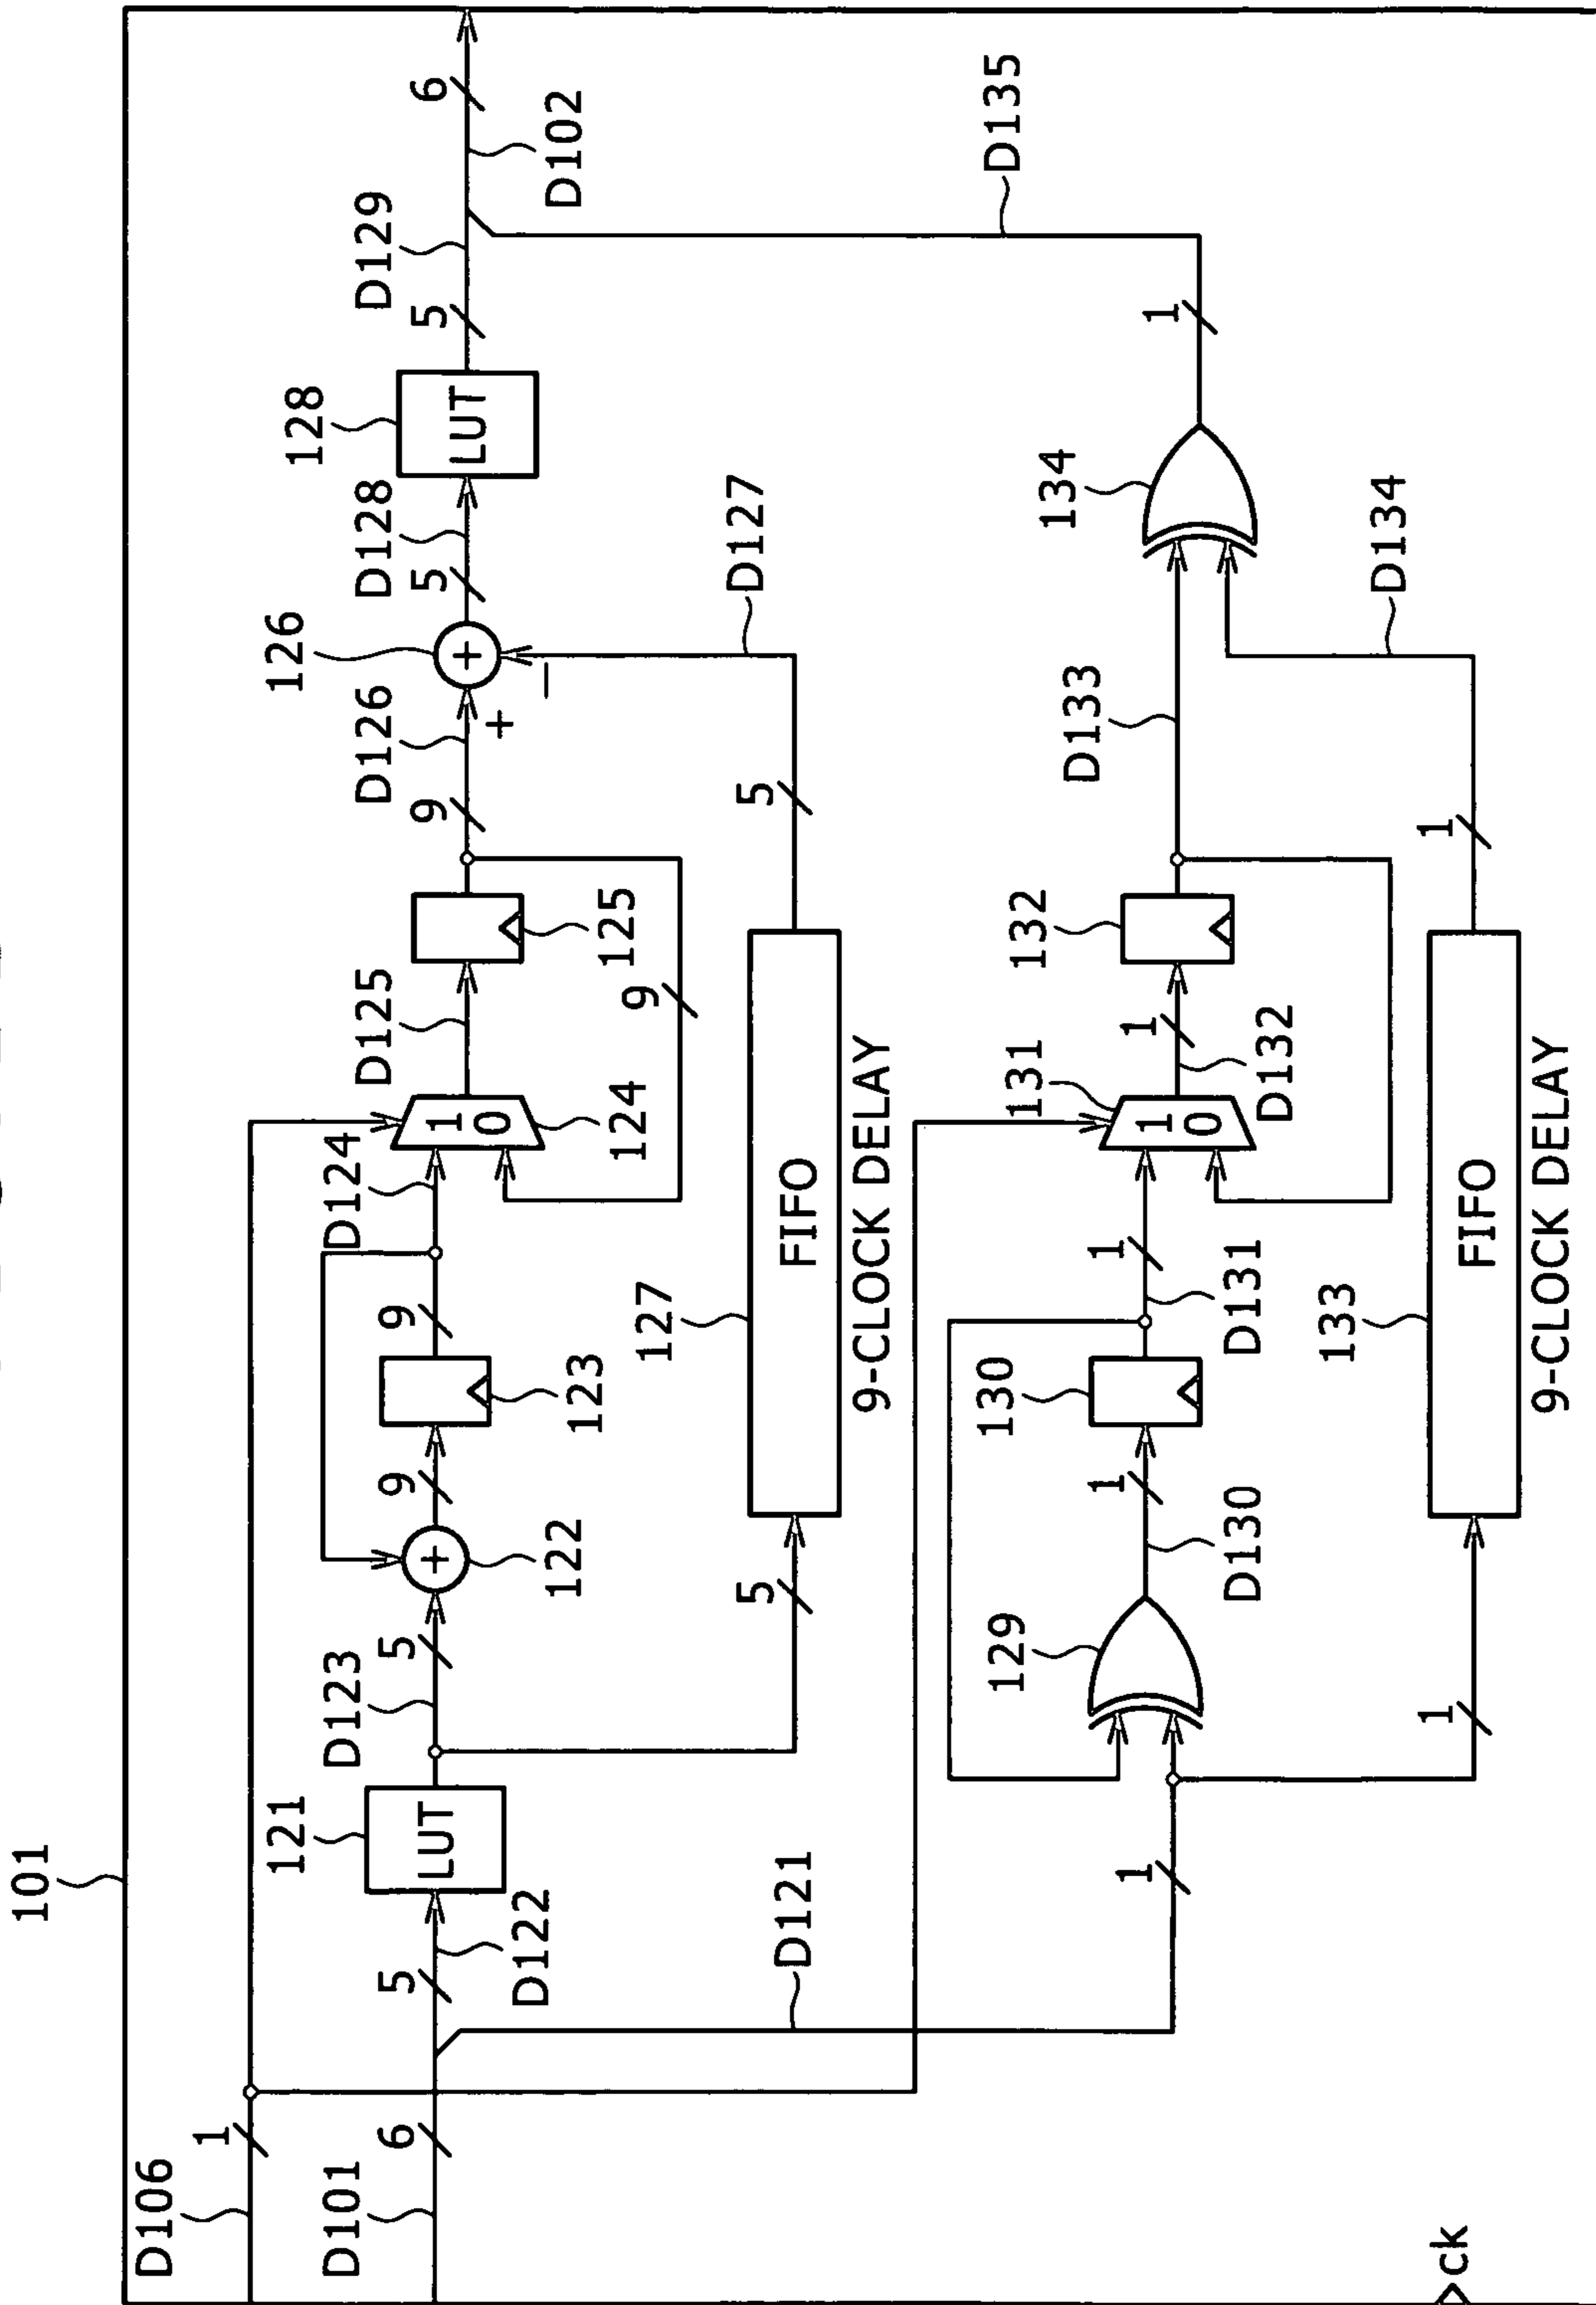 101
D106
1
D101
6
5
D122
121
LUT
D123
5
122
+
9
123
9
D124
1
0
124
D125
125
9
9
D126
+
−
126
+
D128
5
128
LUT
5
D129
D102
6
5
127
FIFO
9-CLOCK DELAY
5
D127
D121
1
129
D130
1
130
1
D131
131
1
0
1
D132
132
D133
134
1
D135
1
133
FIFO
9-CLOCK DELAY
1
D134
ck